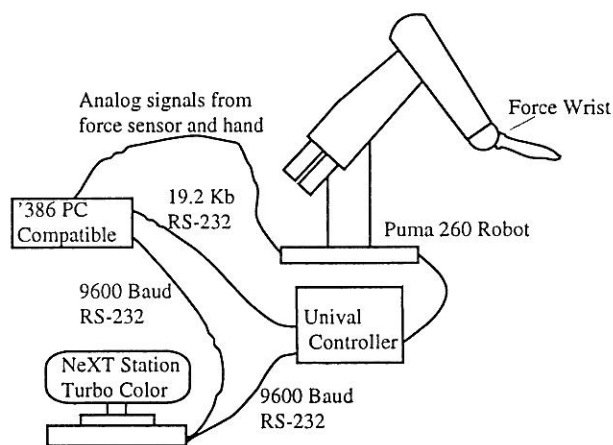 Analog signals from
force sensor and hand
Force Wrist
19.2 Kb
RS-232
'386 PC
Compatible
Puma 260 Robot
9600 Baud
RS-232
Unival
Controller
NeXT Station
Turbo Color
9600 Baud
RS-232